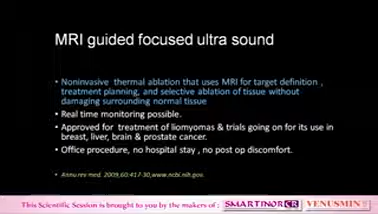 MRI guided focused ultra sound
• Noninvasive thermal ablation that uses MRI for target definition ,
treatment planning, and selective ablation of tissue without
damaging surrounding normal tissue
• Real time monitoring possible.
• Approved for treatment of liomyomas & trials going on for its use in
breast, liver, brain & prostate cancer.
• Office procedure, no hospital stay , no post op discomfort.
• Annu rev med. 2009;60:417-30,www.ncbi.nih.gov.
This Scientific Session is brought to you by the makers of : SMARTINOR CR VENUSMIN